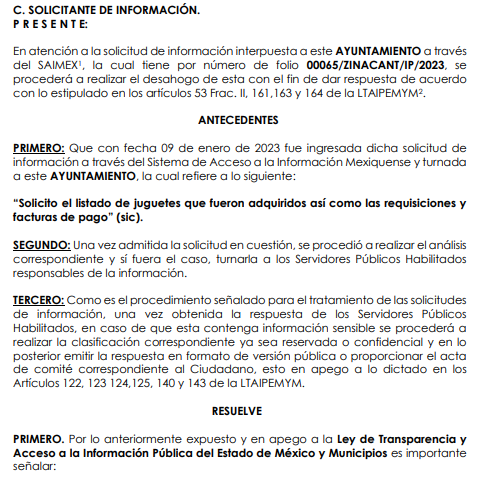 C. SOLICITANTE DE INFORMACIÓN.
P R E S E N T E:
En atención a la solicitud de información interpuesta a este AYUNTAMIENTO a través
del SAIMEX¹, la cual tiene por número de folio 00065/ZINACANT/IP/2023, se
procederá a realizar el desahogo de esta con el fin de dar respuesta de acuerdo
con lo estipulado en los artículos 53 Frac. II, 161,163 y 164 de la LTAIPEMYM².
ANTECEDENTES
PRIMERO: Que con fecha 09 de enero de 2023 fue ingresada dicha solicitud de
información a través del Sistema de Acceso a la Información Mexiquense y turnada
a este AYUNTAMIENTO, la cual refiere a lo siguiente:
“Solicito el listado de juguetes que fueron adquiridos así como las requisiciones y
facturas de pago” (sic).
SEGUNDO: Una vez admitida la solicitud en cuestión, se procedió a realizar el análisis
correspondiente y sí fuera el caso, turnarla a los Servidores Públicos Habilitados
responsables de la información.
TERCERO: Como es el procedimiento señalado para el tratamiento de las solicitudes
de información, una vez obtenida la respuesta de los Servidores Públicos
Habilitados, en caso de que esta contenga información sensible se procederá a
realizar la clasificación correspondiente ya sea reservada o confidencial y en lo
posterior emitir la respuesta en formato de versión pública o proporcionar el acta
de comité correspondiente al Ciudadano, esto en apego a lo dictado en los
Artículos 122, 123 124,125, 140 y 143 de la LTAIPEMYM.
RESUELVE
PRIMERO. Por lo anteriormente expuesto y en apego a la Ley de Transparencia y
Acceso a la Información Pública del Estado de México y Municipios es importante
señalar: